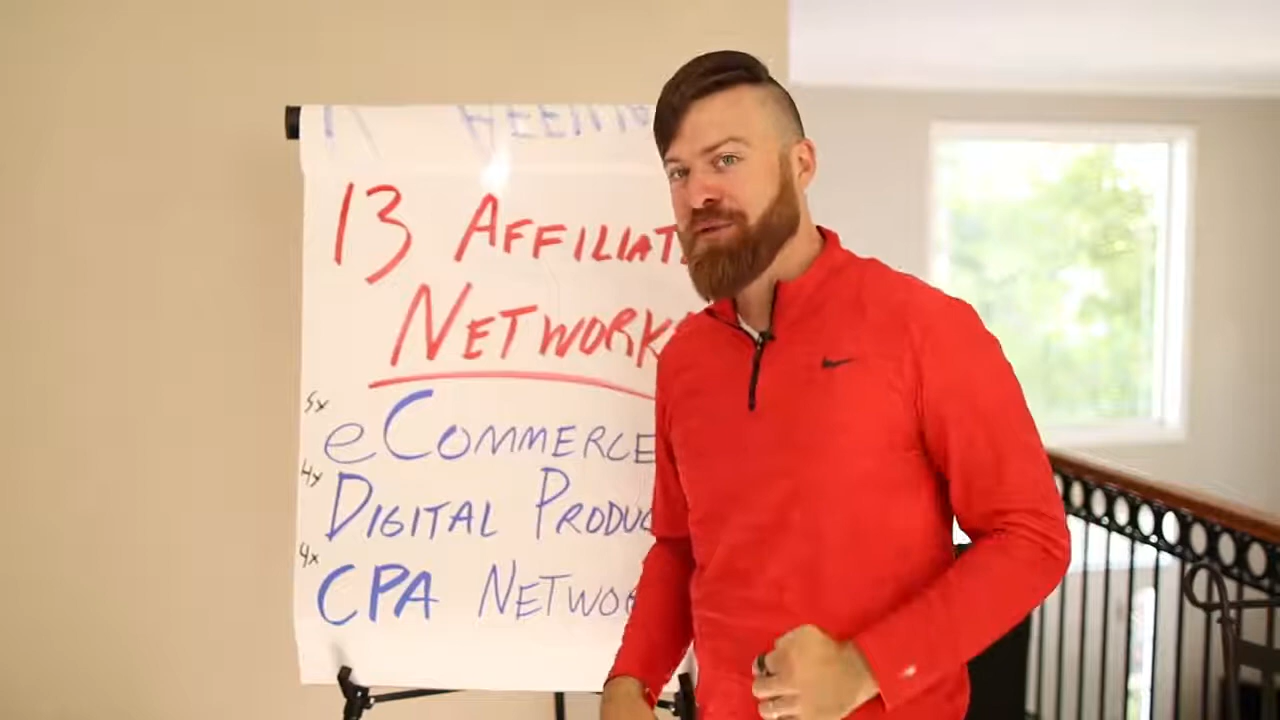 13 AFFILIAT
NETWORK
5x
eCOMMERCE
4x
DIGITAL PRODUC
4x
CPA NETWO